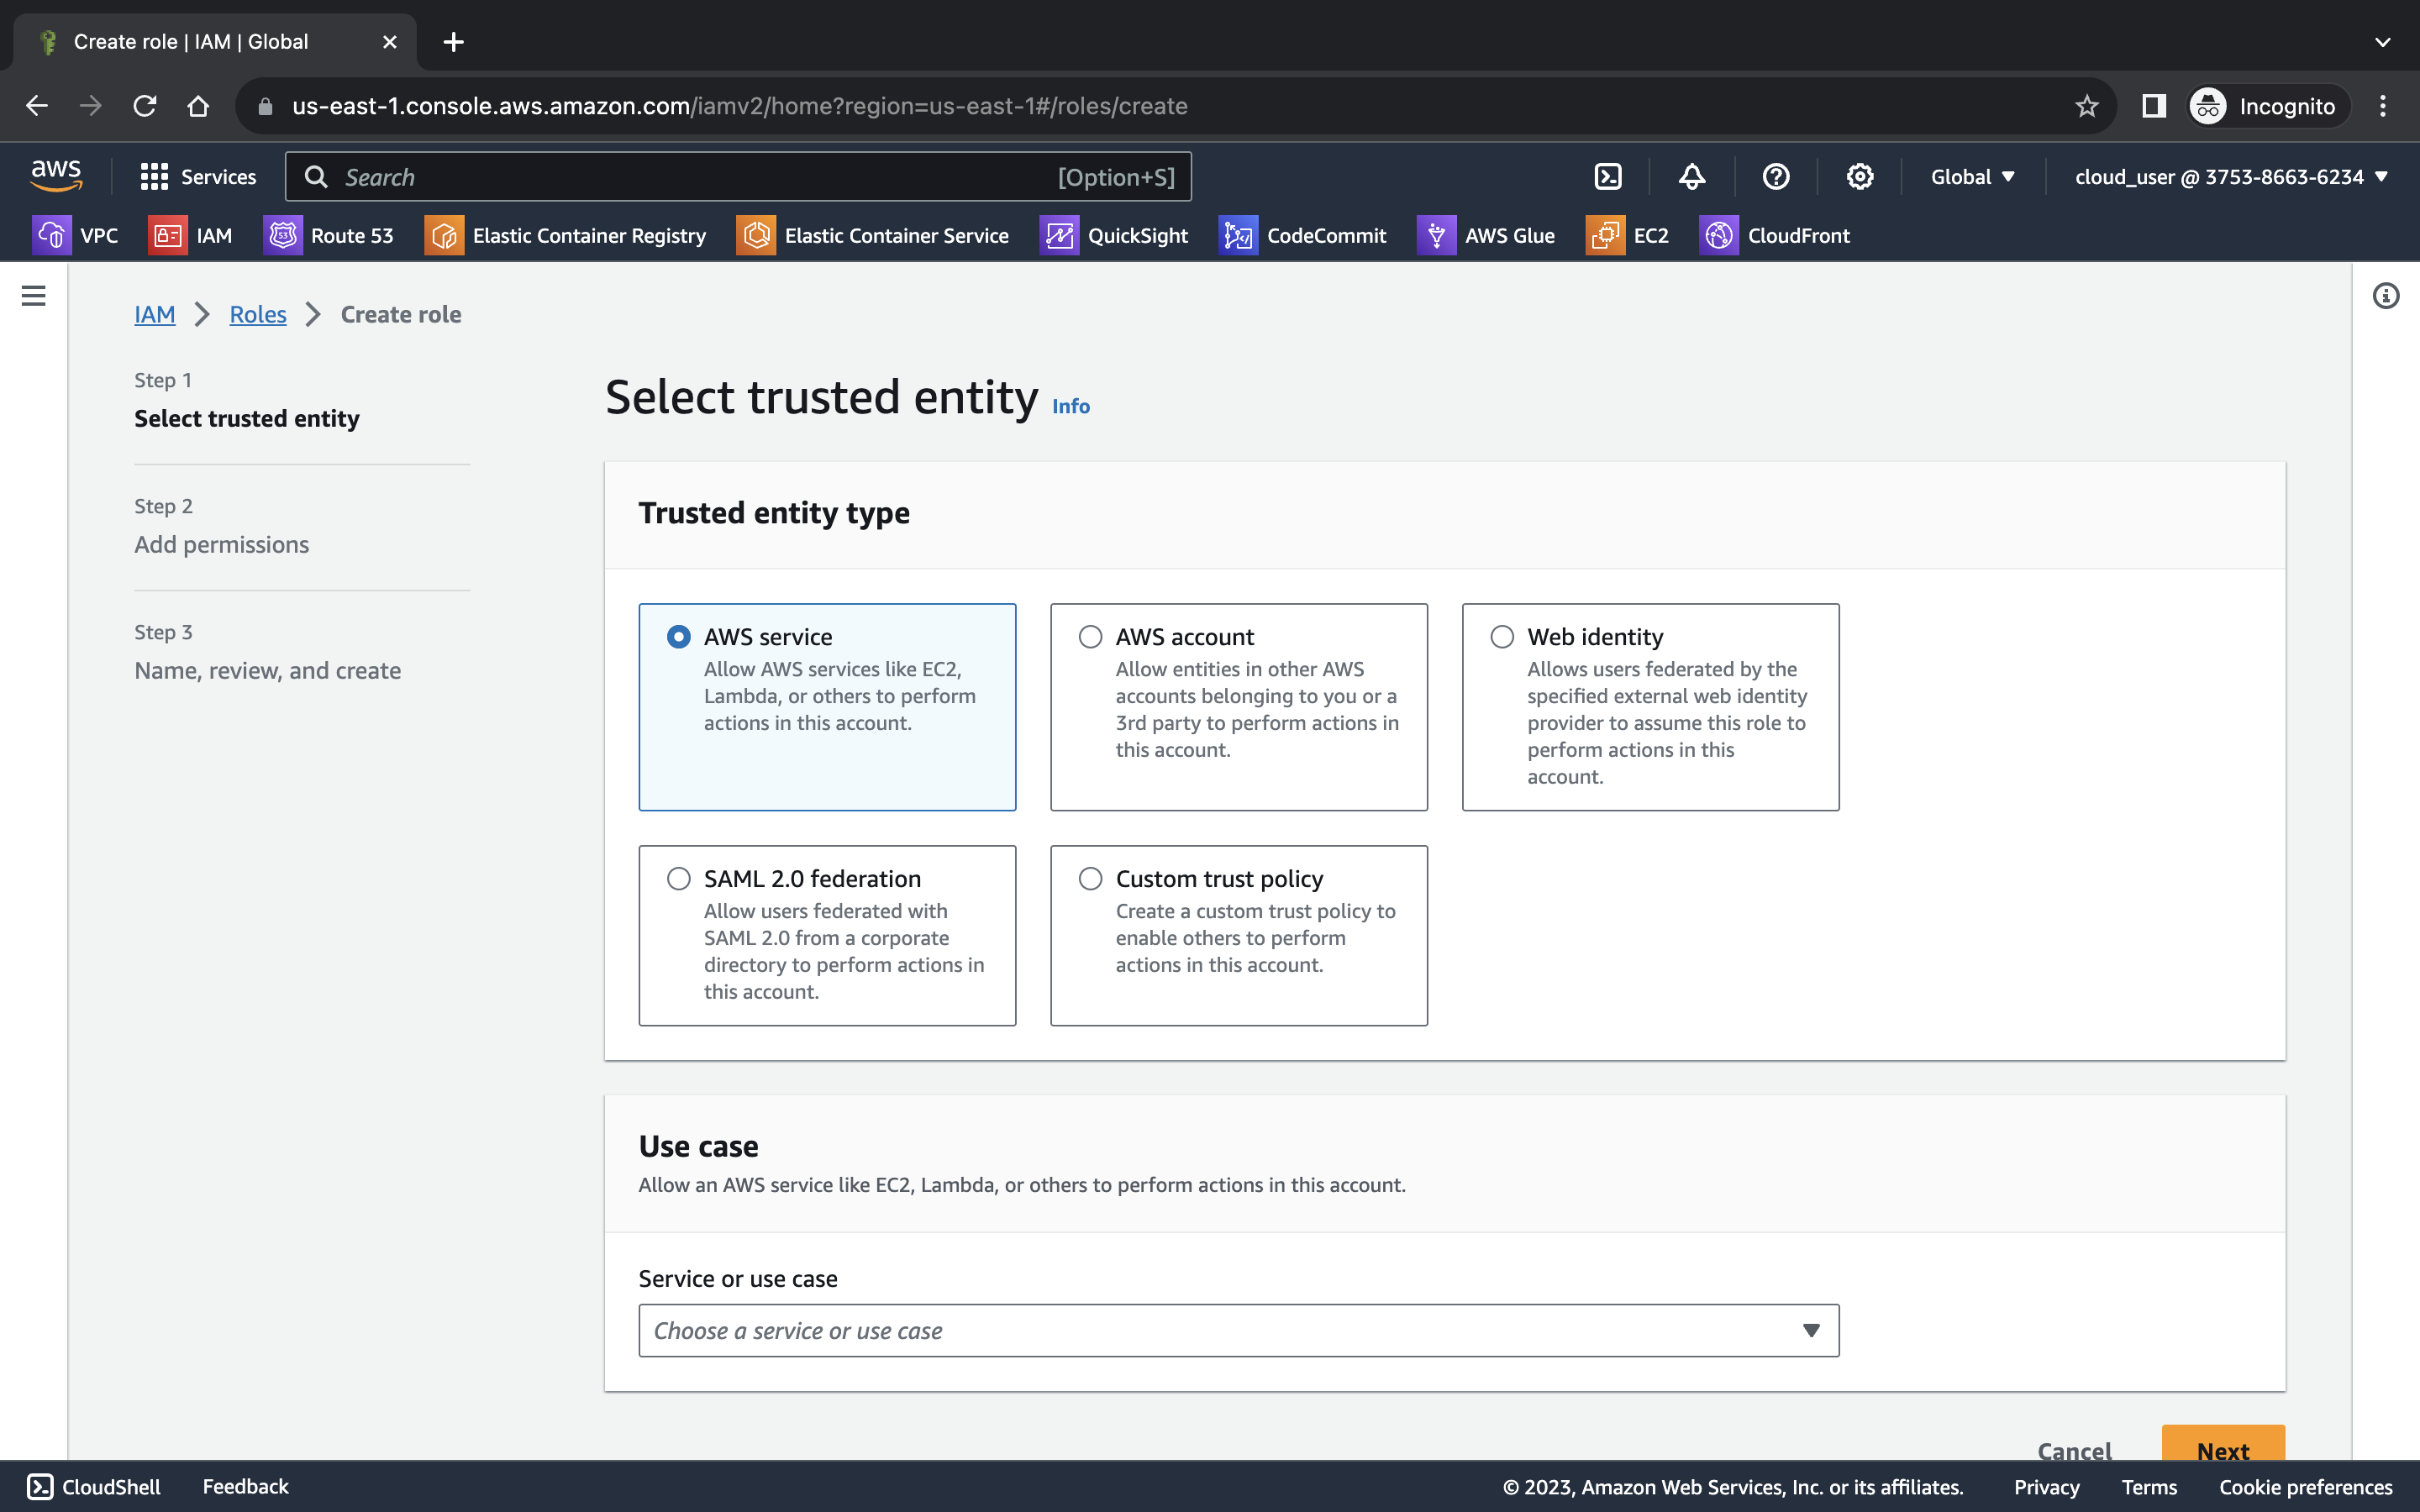 Create role | IAM | Global
us-east-1.console.aws.amazon.com/iamv2/home?region=us-east-1#/roles/create
Incognito
aws
Services
Search
[Option+S]
Global
cloud_user @ 3753-8663-6234
VPC
IAM
53
Route 53
Elastic Container Registry
Elastic Container Service
QuickSight
CodeCommit
AWS Glue
EC2
CloudFront
IAM
Roles
Create role
Step 1
Select trusted entity
Step 2
Add permissions
Step 3
Name, review, and create
Select trusted entity Info
Trusted entity type
AWS service
Allow AWS services like EC2,
Lambda, or others to perform
actions in this account.
AWS account
Allow entities in other AWS
accounts belonging to you or a
3rd party to perform actions in
this account.
Web identity
Allows users federated by the
specified external web identity
provider to assume this role to
perform actions in this
account.
SAML 2.0 federation
Allow users federated with
SAML 2.0 from a corporate
directory to perform actions in
this account.
Custom trust policy
Create a custom trust policy to
enable others to perform
actions in this account.
Use case
Allow an AWS service like EC2, Lambda, or others to perform actions in this account.
Service or use case
Choose a service or use case
Cancel
Next
CloudShell
Feedback
© 2023, Amazon Web Services, Inc. or its affiliates.
Privacy
Terms
Cookie preferences